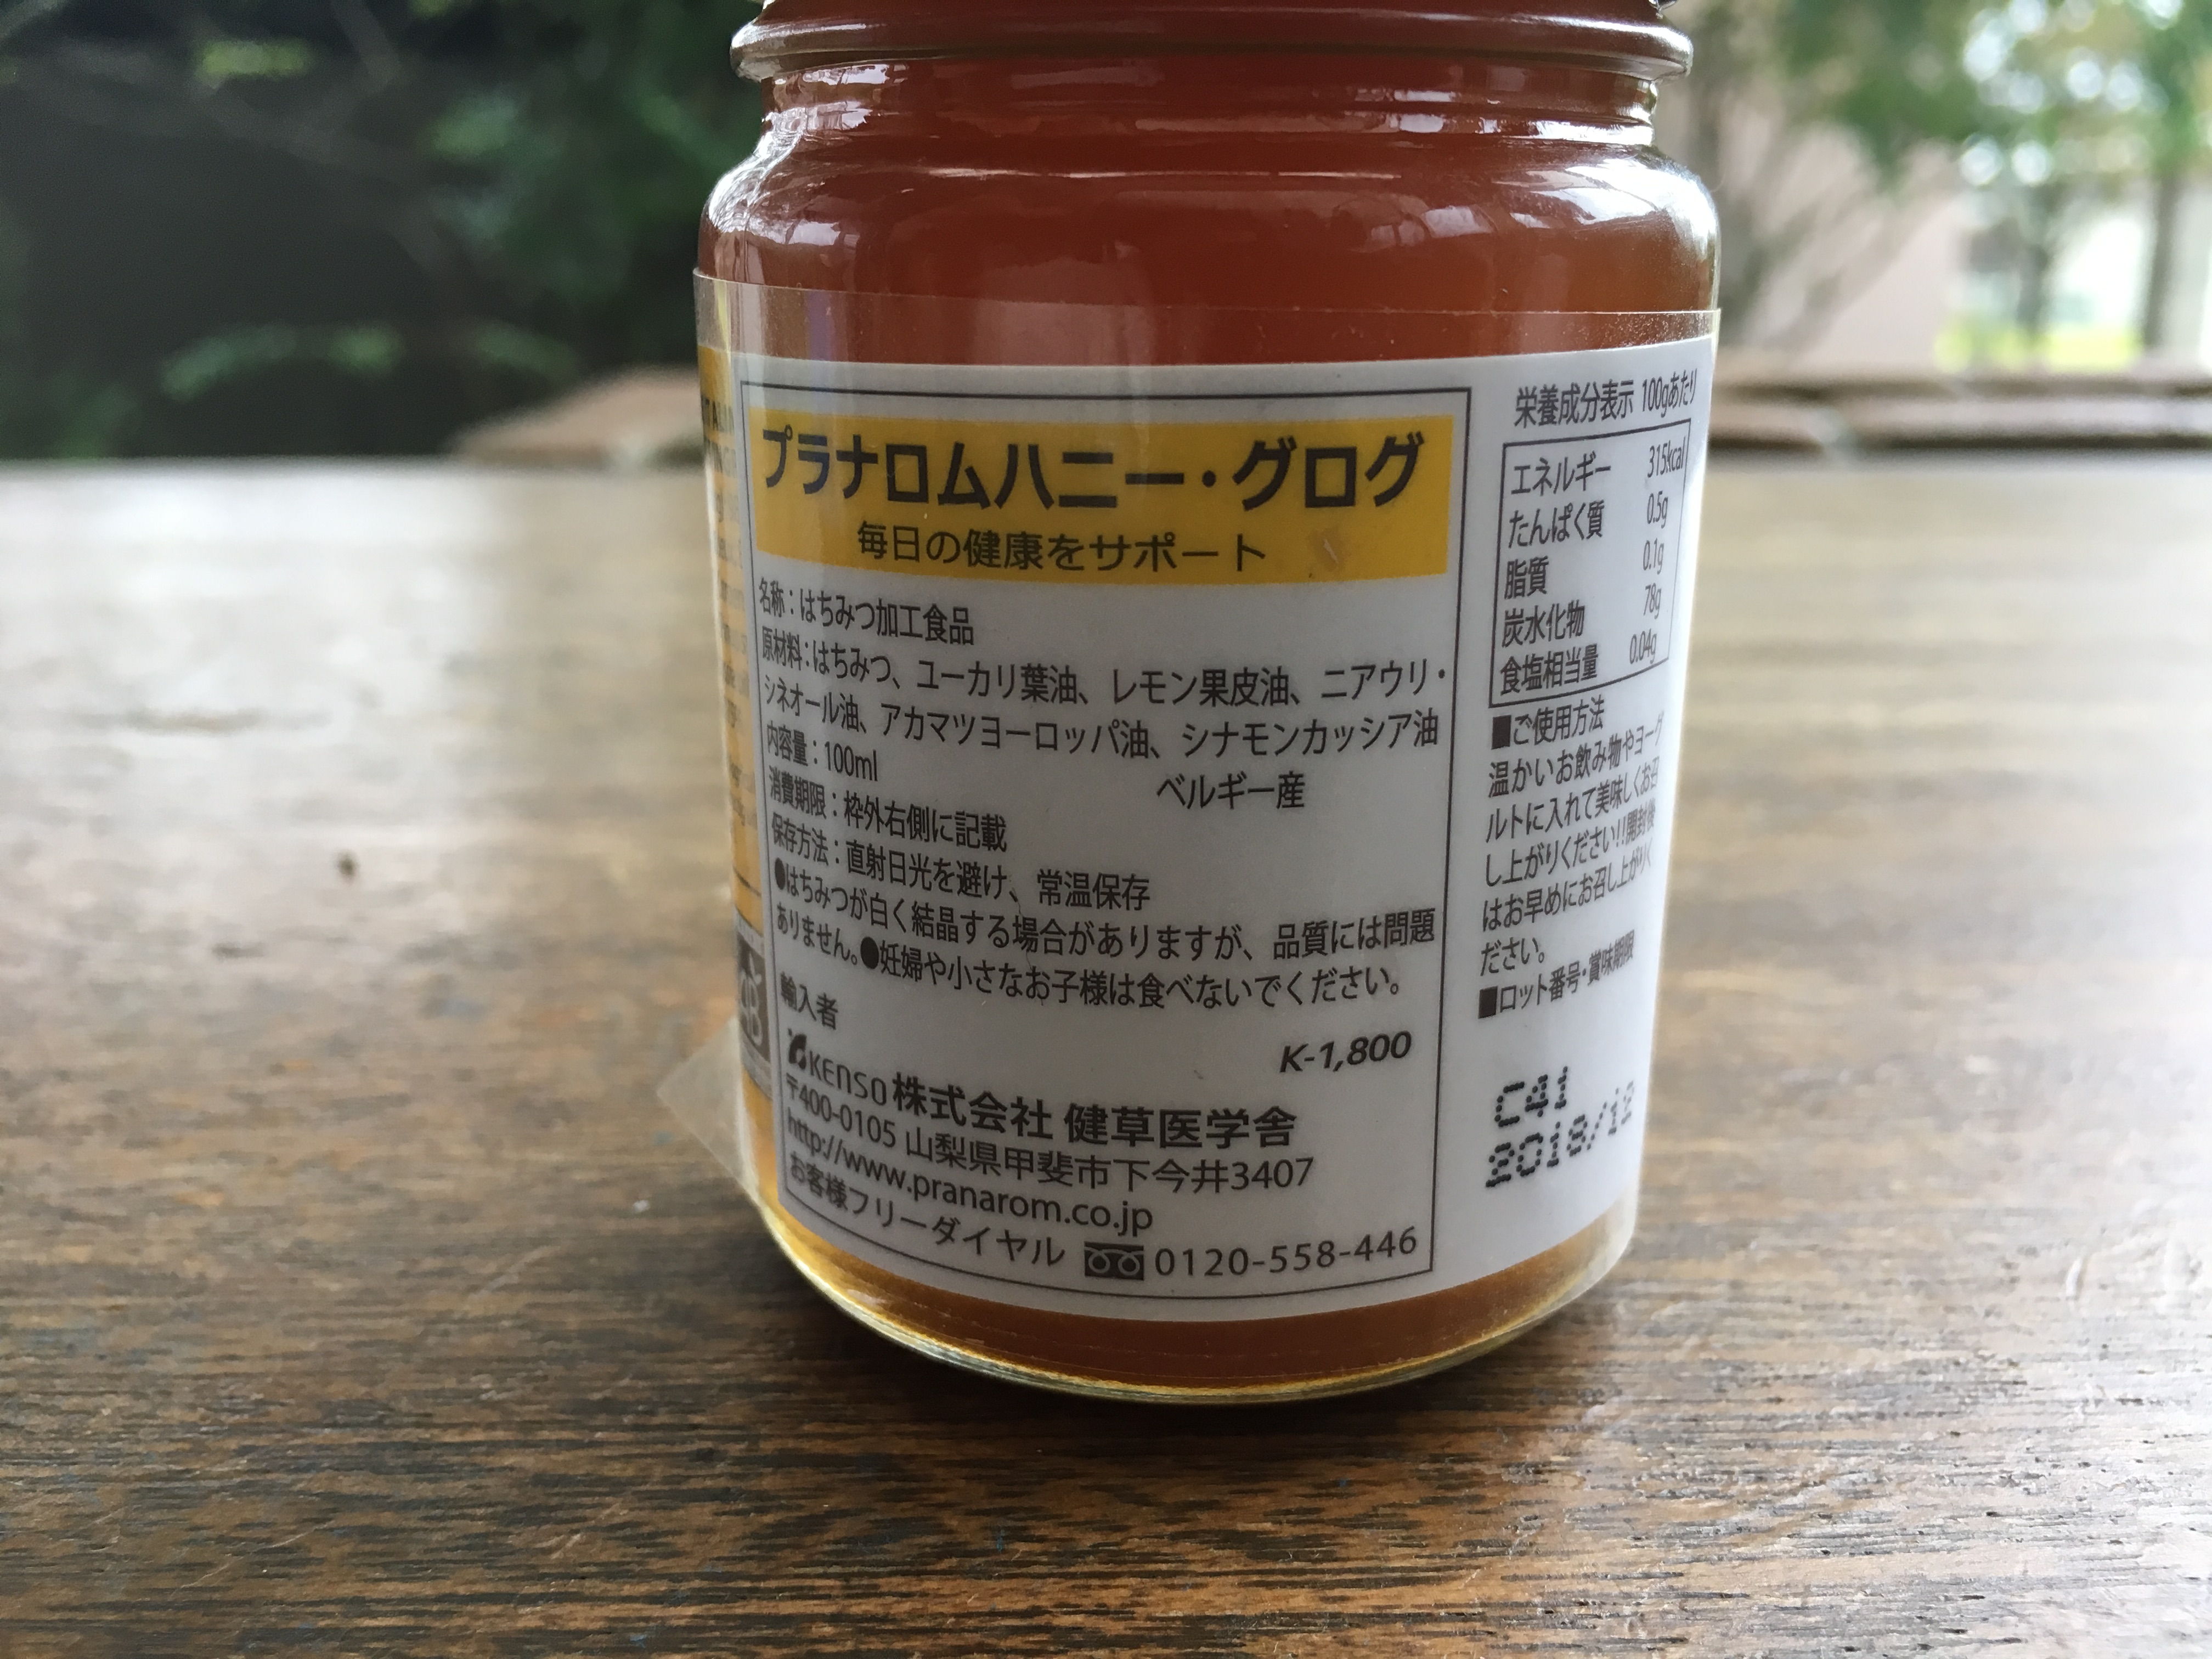 プラナロムハニー・グログ
毎日の健康をサポート
名称：はちみつ加工食品
原材料：はちみつ、ユーカリ葉油、レモン果皮油、ニアウリ・
シネオール油、アカマツヨーロッパ油、シナモンカッシア油
内容量：100ml
ベルギー産
消費期限：枠外右側に記載
保存方法：直射日光を避け、常温保存
●はちみつが白く結晶する場合がありますが、品質には問題
ありません。●妊婦や小さなお子様は食べないでください。
輸入者
K-1,800
KENSO 株式会社 健草医学舎
〒400-0105 山梨県甲斐市下今井3407
http://www.pranarom.co.jp
お客様フリーダイヤル 0120-558-446
栄養成分表示 100gあたり
エネルギー 315kcal
たんぱく質 0.5g
脂質 0.1g
炭水化物 78g
食塩相当量 0.04g
■ご使用方法
温かいお飲み物やヨーグ
ルトに入れて美味しくお召
し上がりください!!開封後
はお早めにお召し上がりく
ださい。
■ロット番号・賞味期限
C41
2018/12